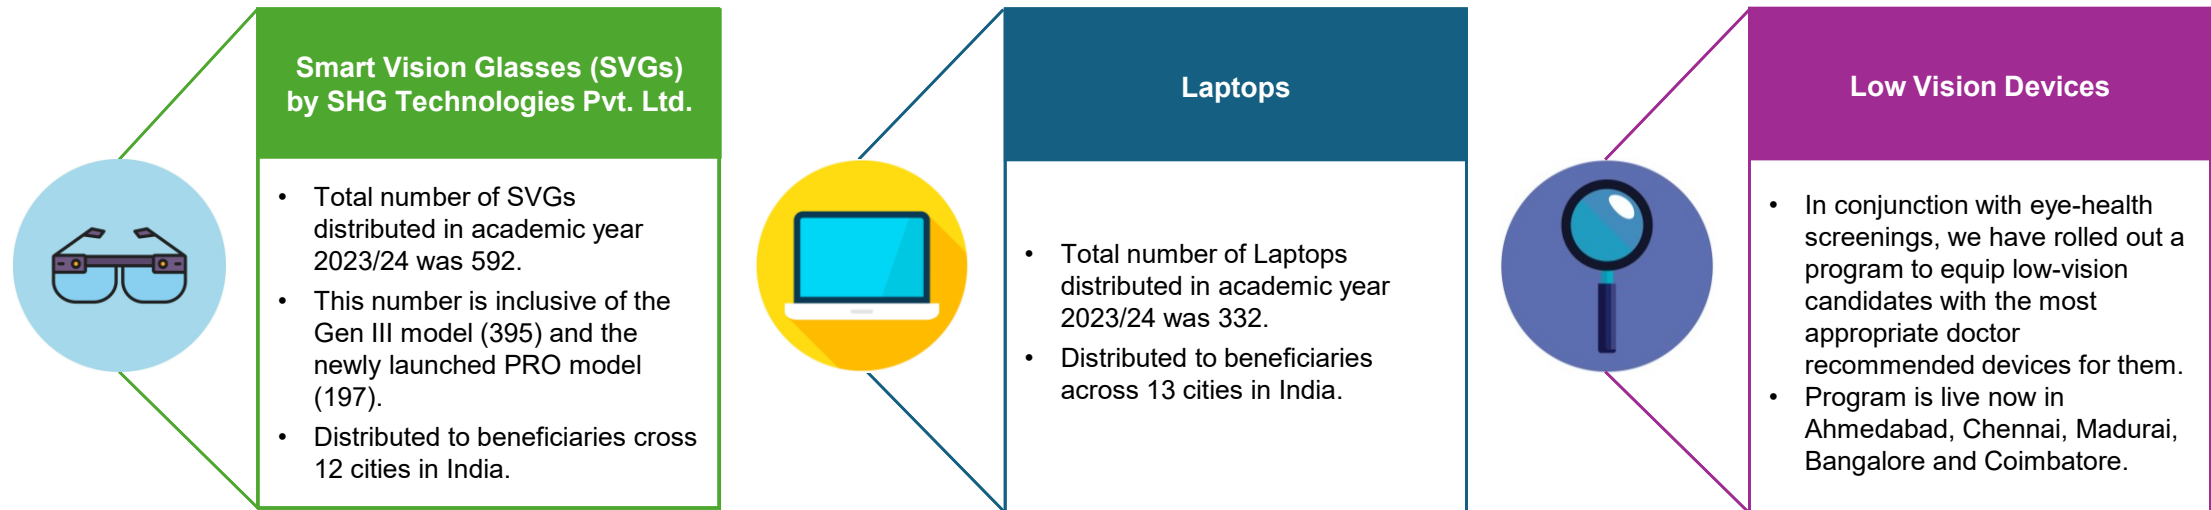 Smart Vision Glasses (SVGs)
by SHG Technologies Pvt. Ltd.
• Total number of SVGs
distributed in academic year
2023/24 was 592.
• This number is inclusive of the
Gen III model (395) and the
newly launched PRO model
(197).
• Distributed to beneficiaries cross
12 cities in India.
Laptops
• Total number of Laptops
distributed in academic year
2023/24 was 332.
• Distributed to beneficiaries
across 13 cities in India.
Low Vision Devices
• In conjunction with eye-health
screenings, we have rolled out a
program to equip low-vision
candidates with the most
appropriate doctor
recommended devices for them.
• Program is live now in
Ahmedabad, Chennai, Madurai,
Bangalore and Coimbatore.